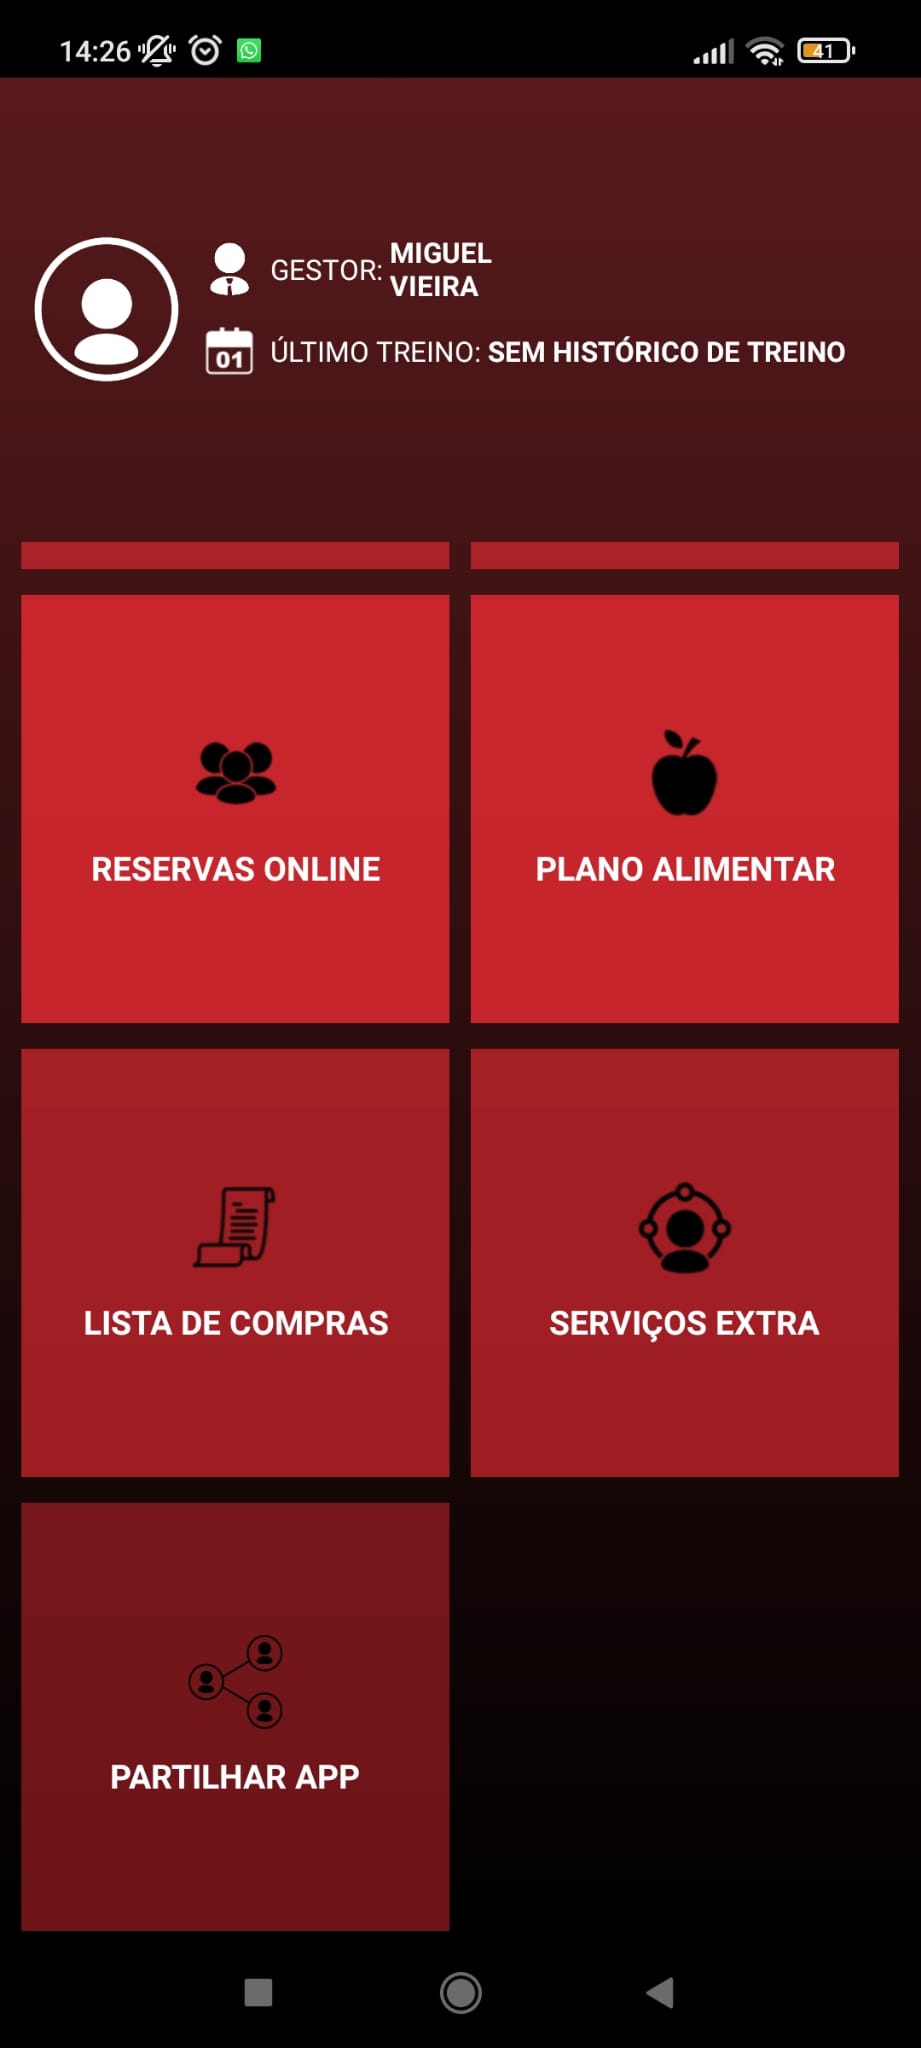 14:26
41
GESTOR: MIGUEL
VIEIRA
01
ÚLTIMO TREINO: SEM HISTÓRICO DE TREINO
RESERVAS ONLINE
PLANO ALIMENTAR
LISTA DE COMPRAS
SERVIÇOS EXTRA
PARTILHAR APP